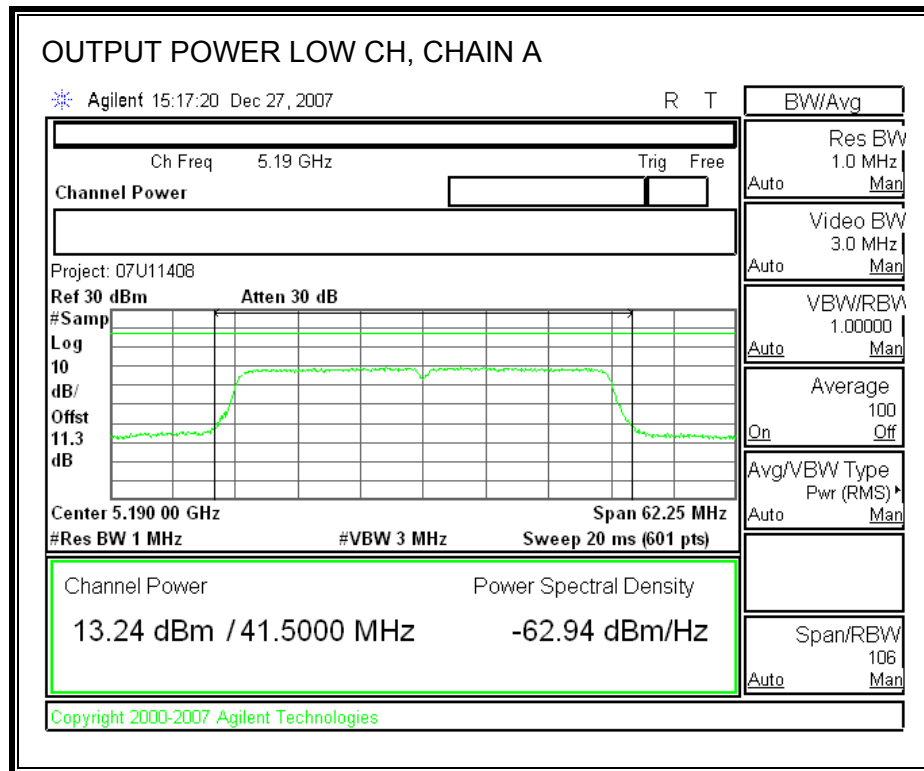 OUTPUT POWER LOW CH, CHAIN A
Agilent 15:17:20 Dec 27, 2007 R T
BW/Avg
Ch Freq 5.19 GHz Trig Free
Channel Power
Project: 07U11408
Ref 30 dBm Atten 30 dB
#Samp
Log
10
dB/
Offst
11.3
dB
Center 5.190 00 GHz Span 62.25 MHz
#Res BW 1 MHz #VBW 3 MHz Sweep 20 ms (601 pts)
Channel Power Power Spectral Density
13.24 dBm / 41.5000 MHz -62.94 dBm/Hz
Res BW
1.0 MHz
Auto Man
Video BW
3.0 MHz
Auto Man
VBW/RBW
1.00000
Auto Man
Average
100
On Off
Avg/VBW Type
Pwr (RMS)
Auto Man
Span/RBW
106
Auto Man
Copyright 2000-2007 Agilent Technologies